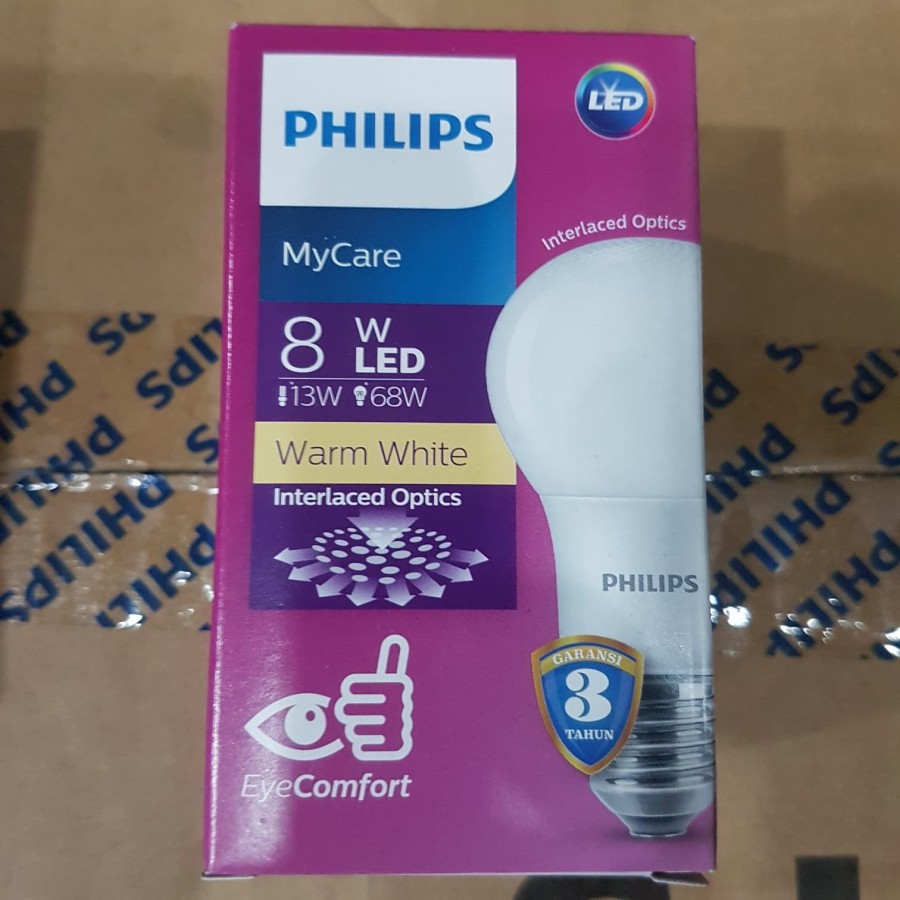 PHILIPS
LED
MyCare
8 W
LED
13W 68W
Warm White
Interlaced Optics
Interlaced Optics
PHILIPS
GARANSI
3
TAHUN
EyeComfort
PHILIPS
PHILIPS
PHILIPS
PHILIPS